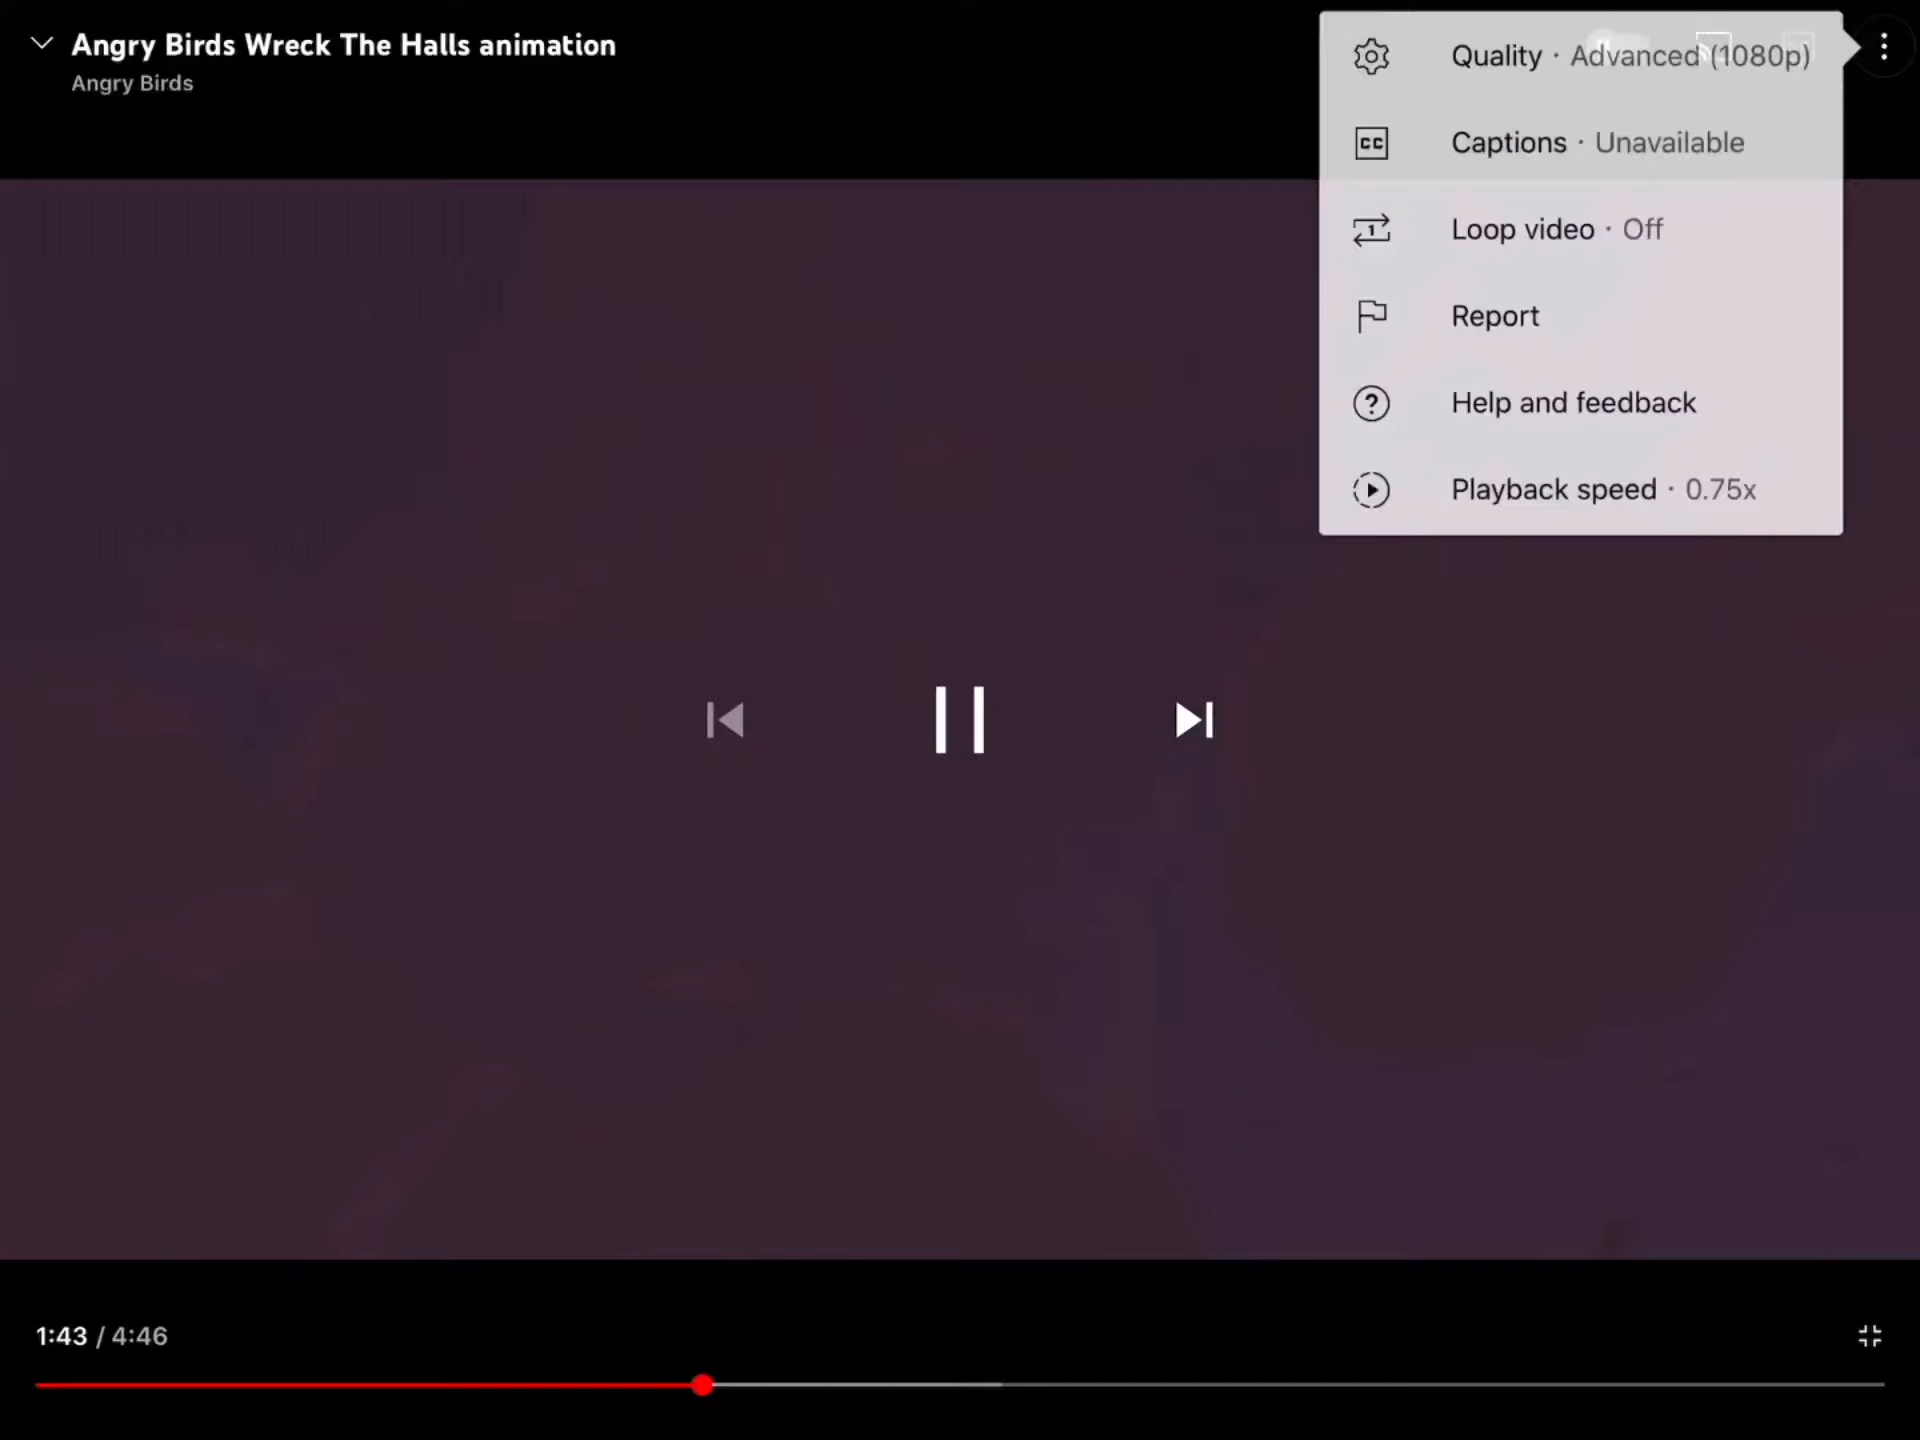 Angry Birds Wreck The Halls animation
Angry Birds
Quality · Advanced (1080p)
Captions · Unavailable
Loop video · Off
Report
Help and feedback
Playback speed · 0.75x
1:43 / 4:46